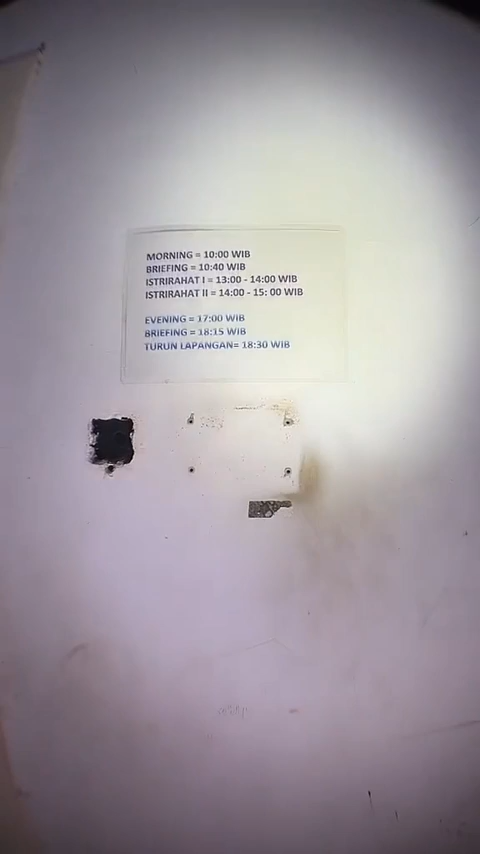 MORNING = 10:00 WIB
BRIEFING = 10:40 WIB
ISTRIRAHAT I = 13:00 - 14:00 WIB
ISTRIRAHAT II = 14:00 - 15: 00 WIB
EVENING = 17:00 WIB
BRIEFING = 18:15 WIB
TURUN LAPANGAN= 18:30 WIB